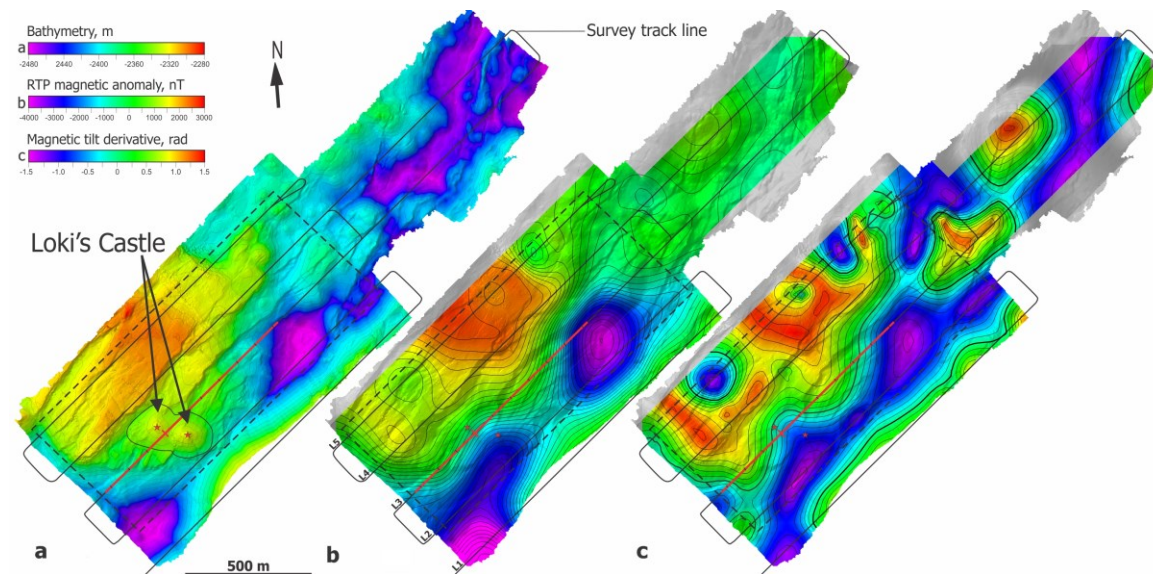 Bathymetry, m
a
-2480 -2440 -2400 -2360 -2320 -2280
RTP magnetic anomaly, nT
b
-4000 -3000 -2000 -1000 0 1000 2000 3000
Magnetic tilt derivative, rad
c
-1.5 -1.0 -0.5 0 0.5 1.0 1.5
N
Survey track line
Loki's Castle
L5
L4
L3
L2
L1
a
500 m
b
c